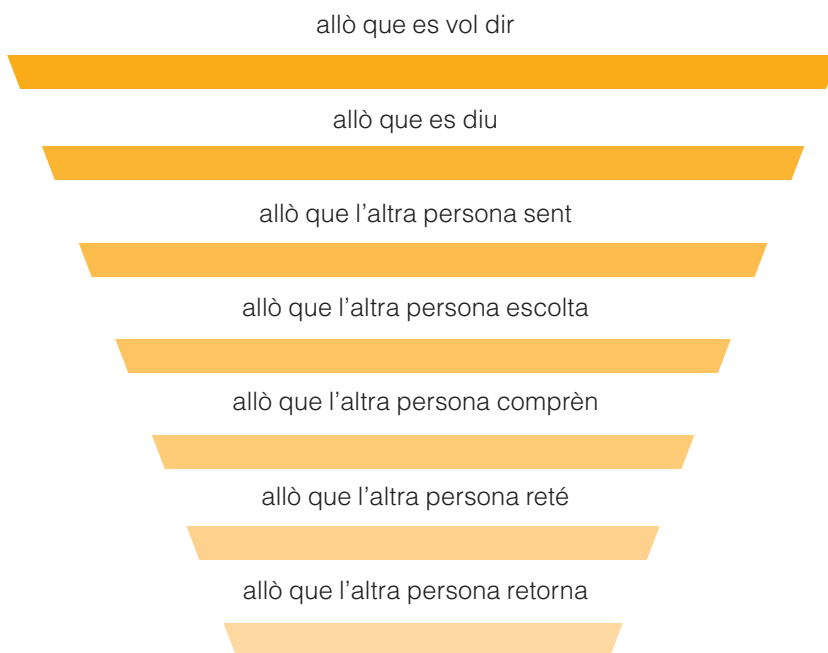 allò que es vol dir
allò que es diu
allò que l’altra persona sent
allò que l’altra persona escolta
allò que l’altra persona comprèn
allò que l’altra persona reté
allò que l’altra persona retorna